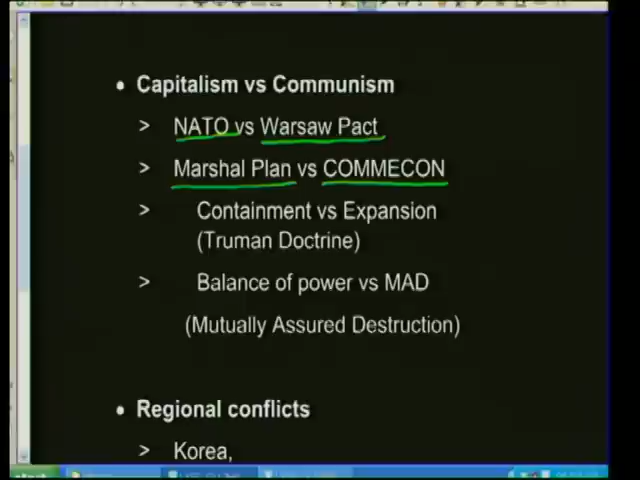 • Capitalism vs Communism
> NATO vs Warsaw Pact
> Marshal Plan vs COMMECON
> Containment vs Expansion
(Truman Doctrine)
> Balance of power vs MAD
(Mutually Assured Destruction)
• Regional conflicts
> Korea,